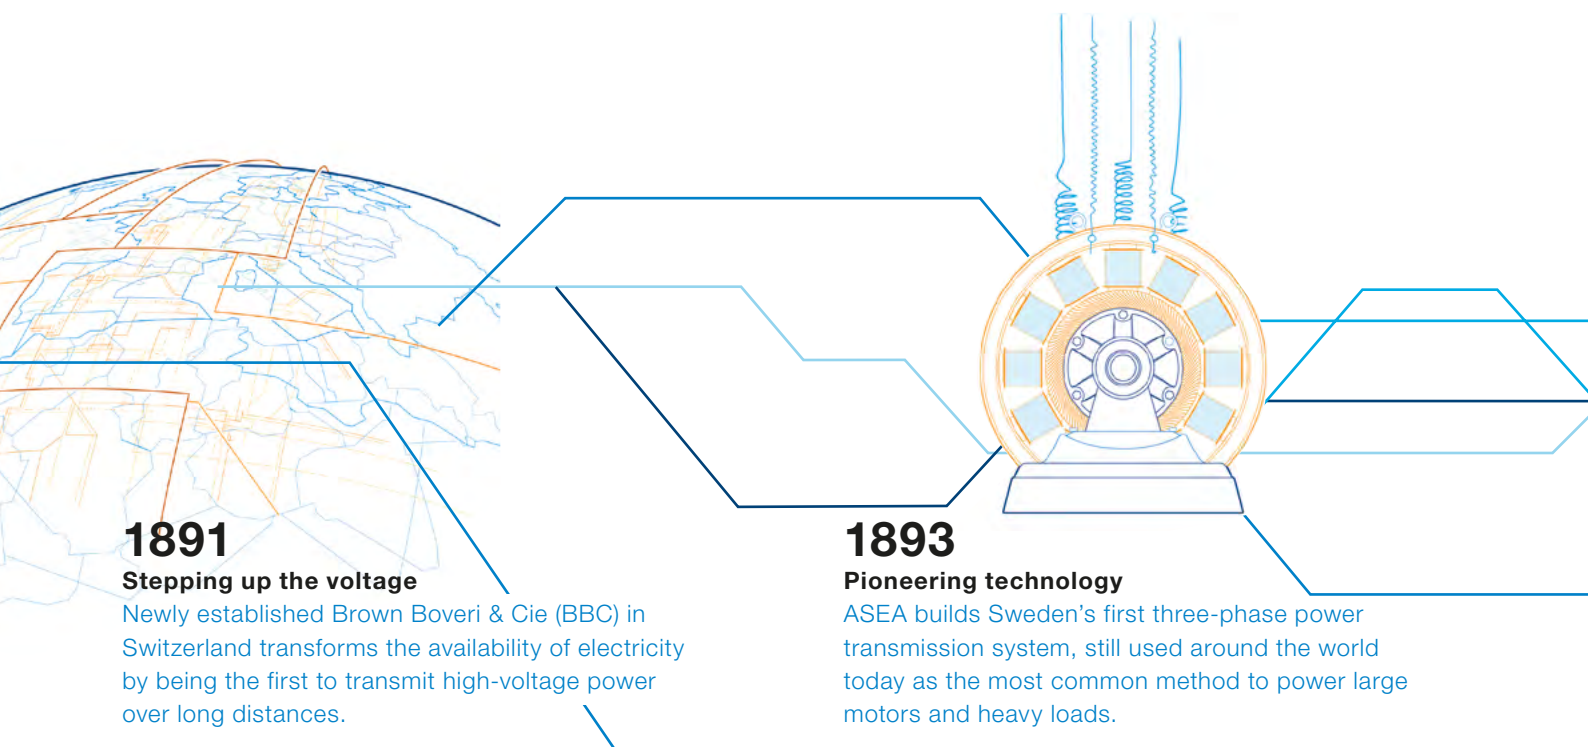 1891
Stepping up the voltage
Newly established Brown Boveri & Cie (BBC) in
Switzerland transforms the availability of electricity
by being the first to transmit high-voltage power
over long distances.
1893
Pioneering technology
ASEA builds Sweden’s first three-phase power
transmission system, still used around the world
today as the most common method to power large
motors and heavy loads.